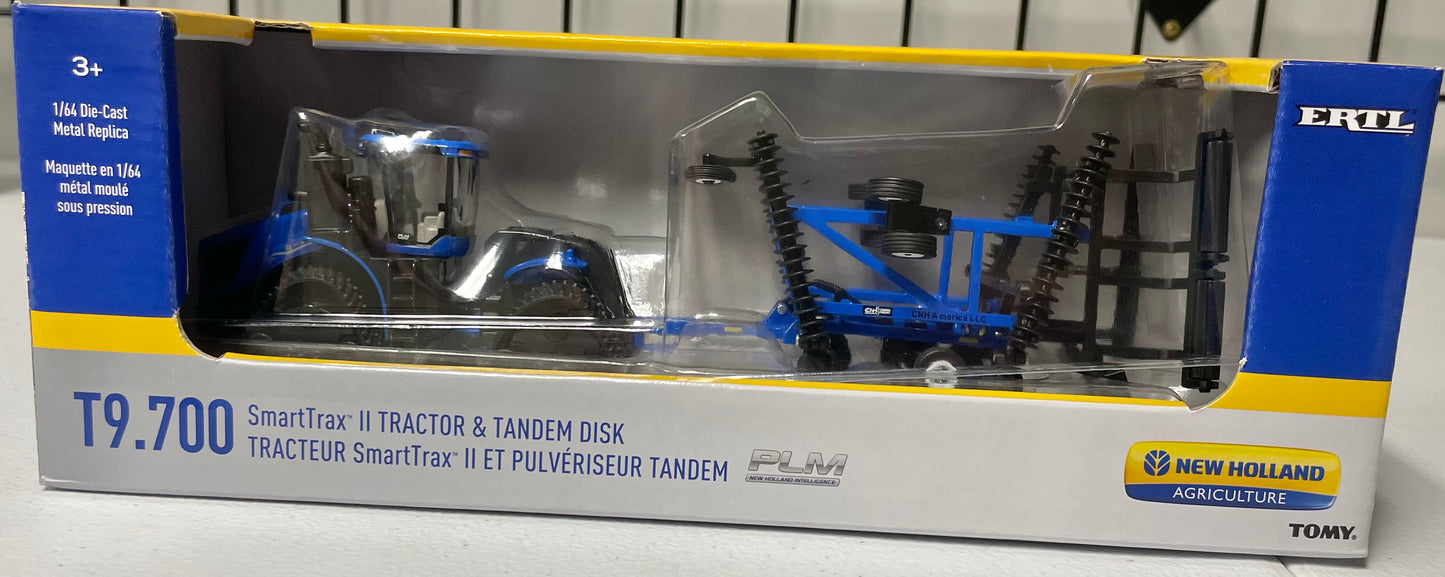 3+
1/64 Die-Cast
Metal Replica
Maquette en 1/64
métal moulé
sous pression
ERTL
PLM
CNH
CNH America LLC
T9.700
SmartTrax™ II TRACTOR & TANDEM DISK
TRACTEUR SmartTrax™ II ET PULVÉRISEUR TANDEM
PLM
NEW HOLLAND INTELLIGENCE
NEW HOLLAND
AGRICULTURE
TOMY®